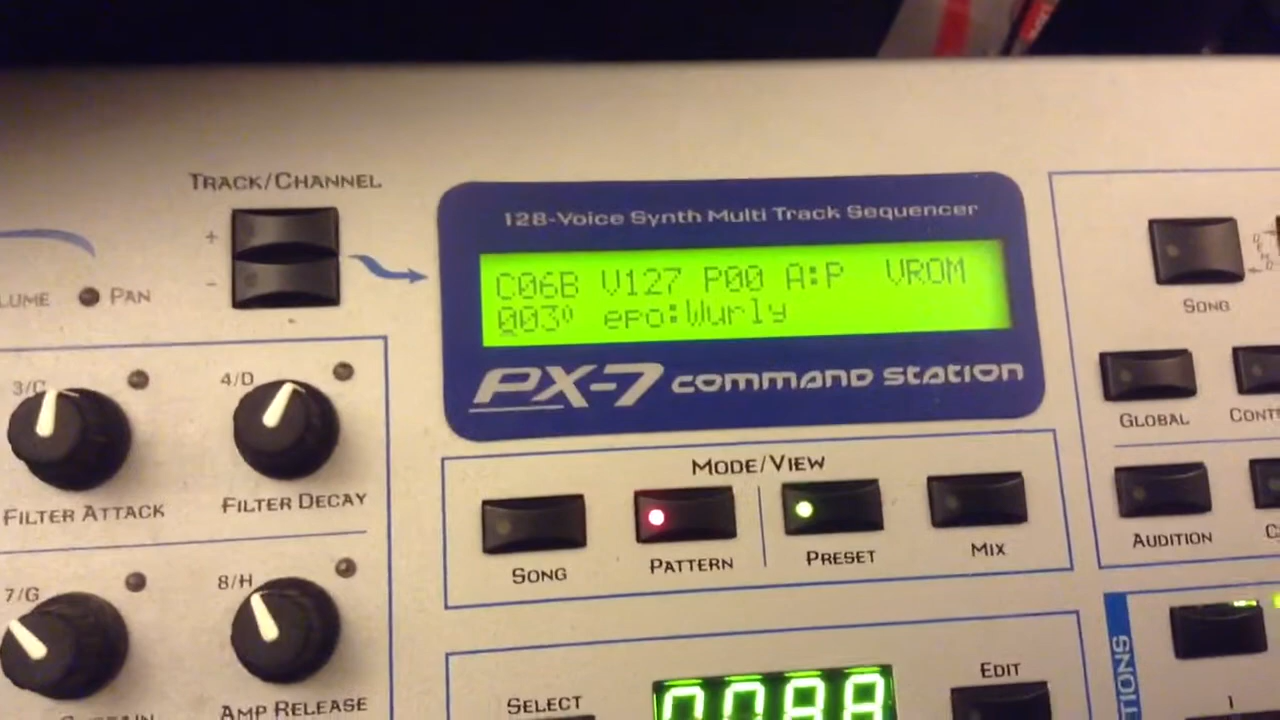 TRACK/CHANNEL
+
-
PAN
128-Voice Synth Multi Track Sequencer
C06B V127 P00 A:P VROM
003⁰ epo:Wurly
PX-7 COMMAND STATION
SONG
GLOBAL
AUDITION
3/C
4/D
FILTER ATTACK
FILTER DECAY
7/G
8/H
AMP RELEASE
MODE/VIEW
SONG
PATTERN
PRESET
MIX
SELECT
EDIT
1